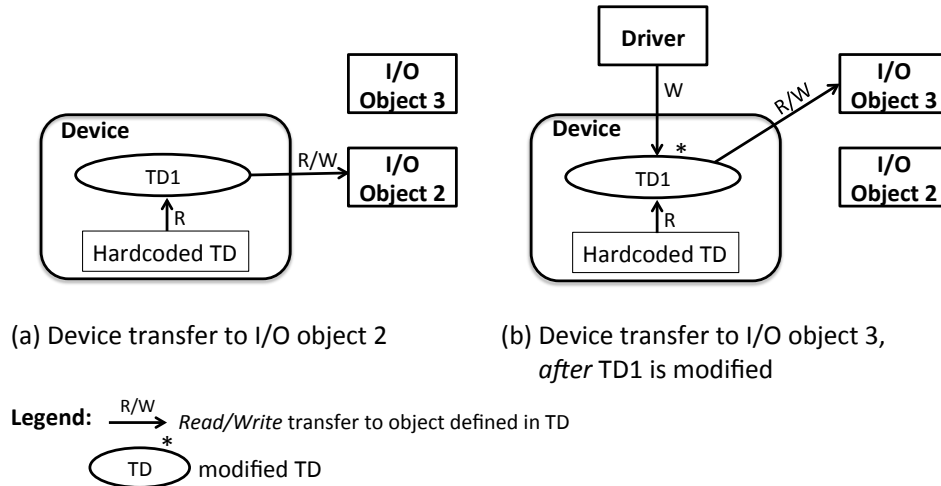 I/O
Object 3
Device
TD1
R/W
I/O
Object 2
R
Hardcoded TD
(a) Device transfer to I/O object 2
Driver
W
I/O
Object 3
R/W
Device
*
TD1
I/O
Object 2
R
Hardcoded TD
(b) Device transfer to I/O object 3,
after TD1 is modified
Legend: R/W Read/Write transfer to object defined in TD
*
TD modified TD